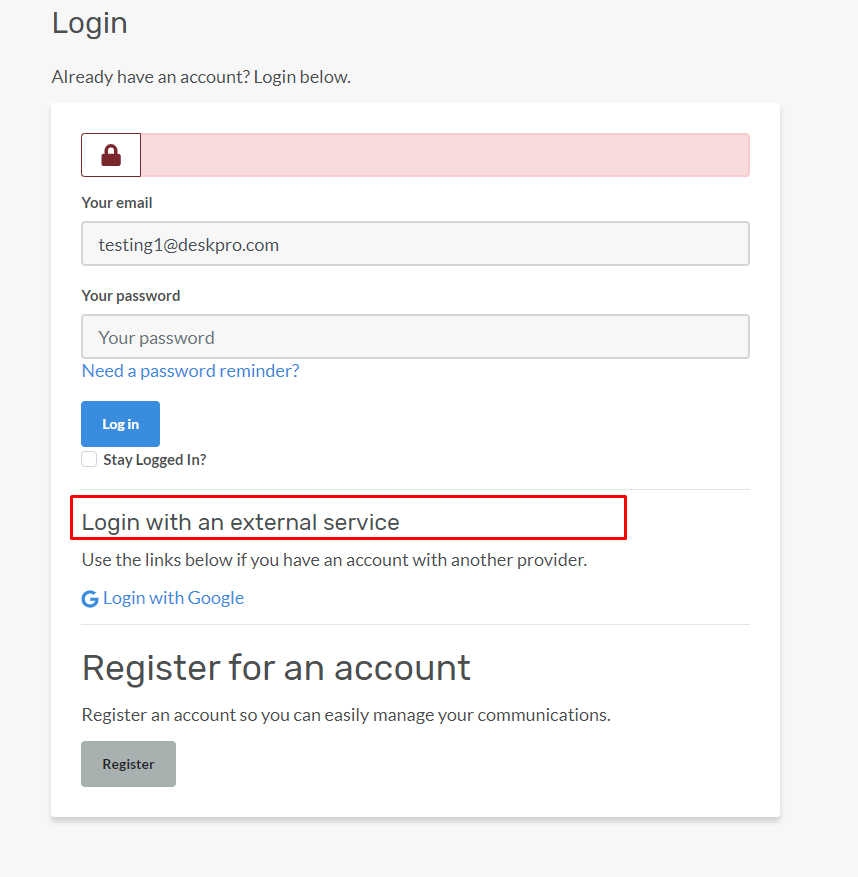 Login
Already have an account? Login below.
Your email
testing1@deskpro.com
Your password
Your password
Need a password reminder?
Log in
Stay Logged In?
Login with an external service
Use the links below if you have an account with another provider.
Login with Google
Register for an account
Register an account so you can easily manage your communications.
Register